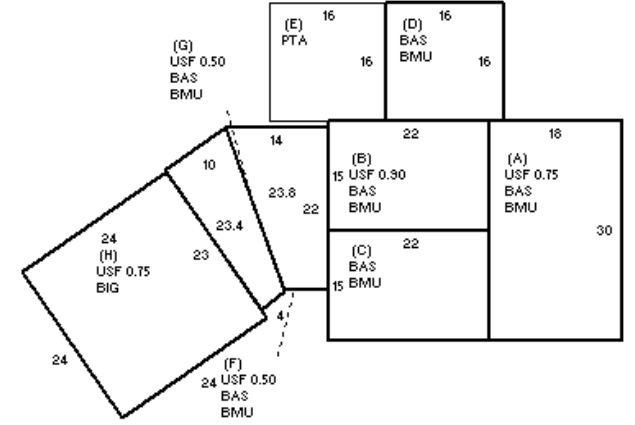 16
16
(E)
PTA
(D)
BAS
BMU
16
16
(G)
USF 0.50
BAS
BMU
14
22
18
10
15
(B)
USF 0.90
BAS
BMU
(A)
USF 0.75
BAS
BMU
23.8
22
30
23.4
22
(C)
BAS
BMU
15
24
(H)
USF 0.75
BIG
23
4
24
24
(F)
USF 0.50
BAS
BMU